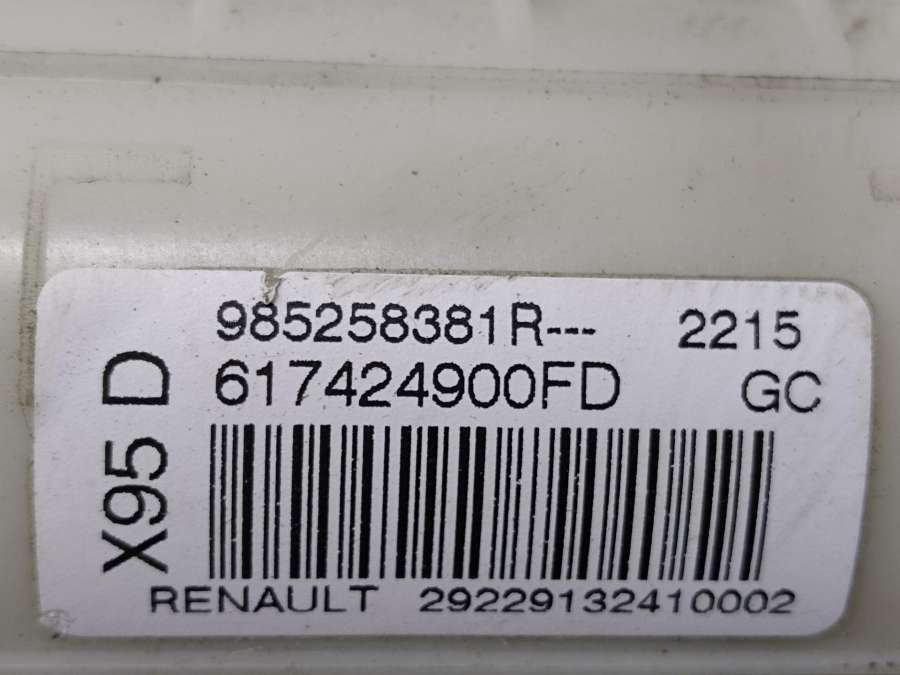 985258381R--- 2215
617424900FD GC
X95 D
RENAULT 29229132410002